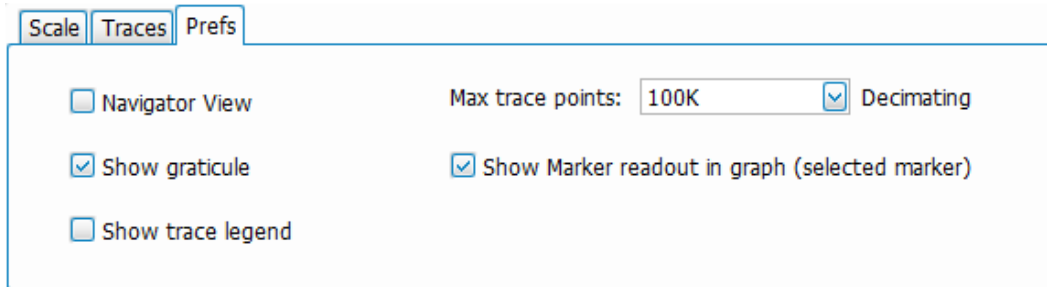 Scale Traces Prefs
Navigator View Max trace points: 100K Decimating
Show graticule Show Marker readout in graph (selected marker)
Show trace legend